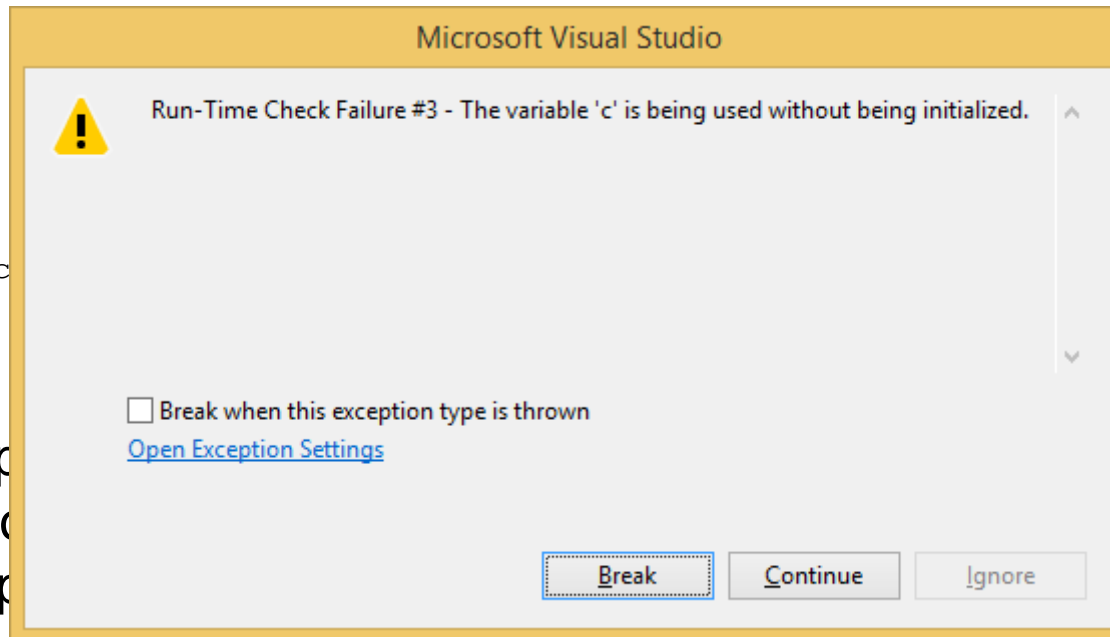 Microsoft Visual Studio
Run-Time Check Failure #3 - The variable 'c' is being used without being initialized.
Break when this exception type is thrown
Open Exception Settings
Break
Continue
Ignore